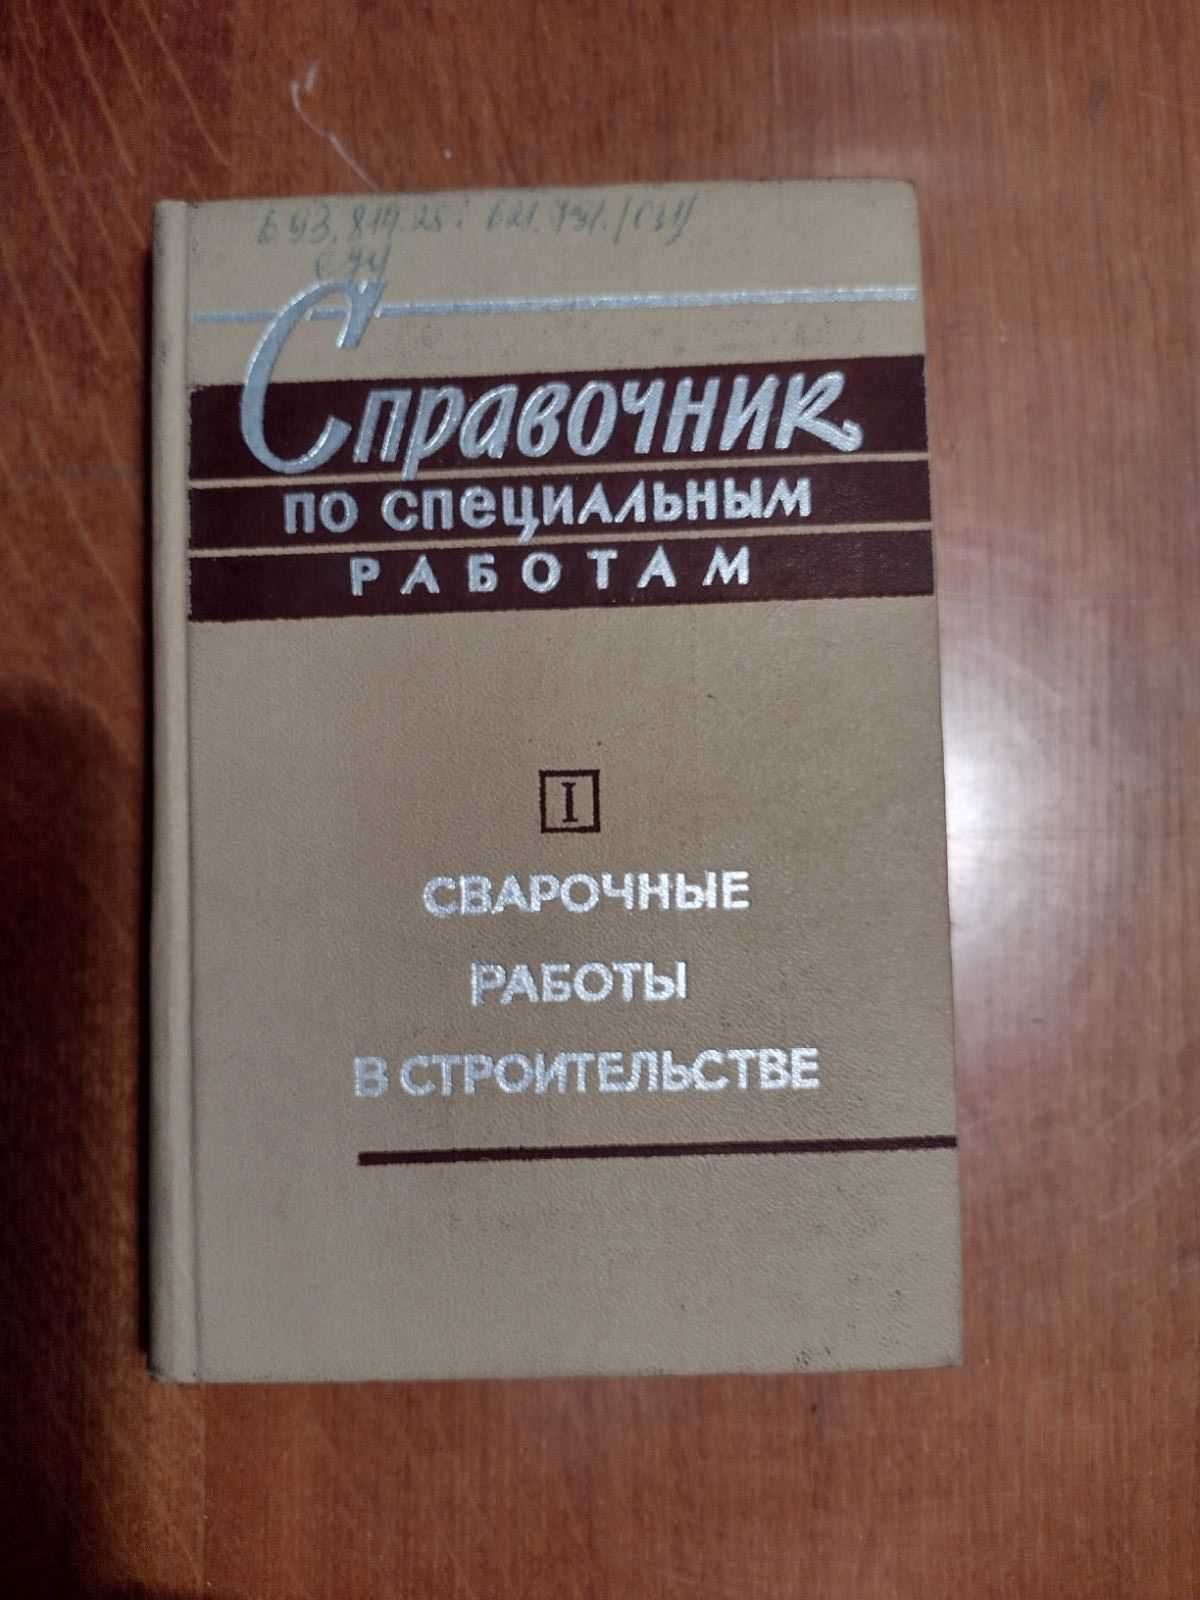 Справочник
по специальным
работам
I
Сварочные
работы
в строительстве